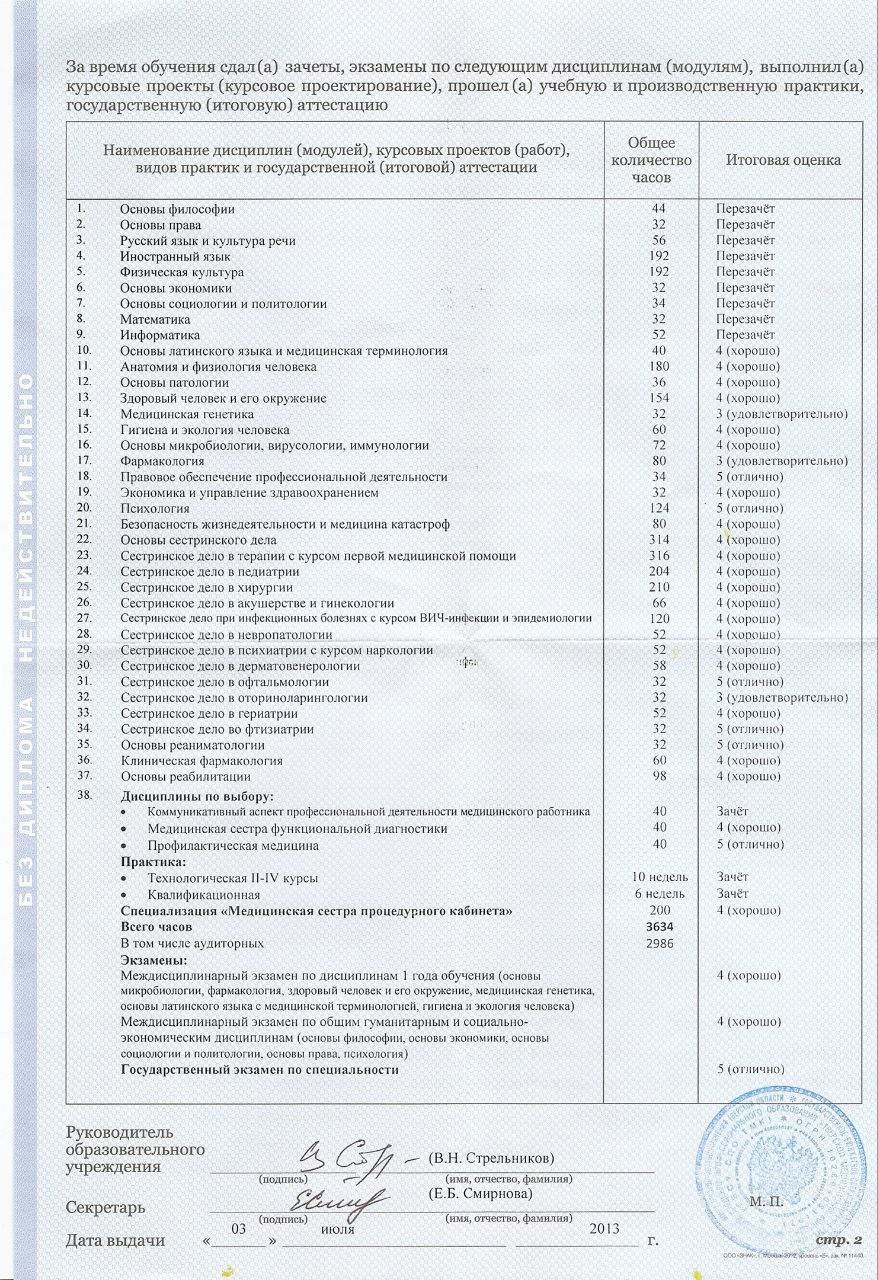 За время обучения сдал(а) зачеты, экзамены по следующим дисциплинам (модулям), выполнил(а)
курсовые проекты (курсовое проектирование), прошел(а) учебную и производственную практики,
государственную (итоговую) аттестацию
Наименование дисциплин (модулей), курсовых проектов (работ), видов практик и государственной (итоговой) аттестации
Общее количество часов
Итоговая оценка
1. Основы философии 44 Перезачёт
2. Основы права 32 Перезачёт
3. Русский язык и культура речи 56 Перезачёт
4. Иностранный язык 192 Перезачёт
5. Физическая культура 192 Перезачёт
6. Основы экономики 32 Перезачёт
7. Основы социологии и политологии 34 Перезачёт
8. Математика 32 Перезачёт
9. Информатика 52 Перезачёт
10. Основы латинского языка и медицинская терминология 40 4 (хорошо)
11. Анатомия и физиология человека 180 4 (хорошо)
12. Основы патологии 36 4 (хорошо)
13. Здоровый человек и его окружение 154 4 (хорошо)
14. Медицинская генетика 32 3 (удовлетворительно)
15. Гигиена и экология человека 60 4 (хорошо)
16. Основы микробиологии, вирусологии, иммунологии 72 4 (хорошо)
17. Фармакология 80 3 (удовлетворительно)
18. Правовое обеспечение профессиональной деятельности 34 5 (отлично)
19. Экономика и управление здравоохранением 32 4 (хорошо)
20. Психология 124 5 (отлично)
21. Безопасность жизнедеятельности и медицина катастроф 80 4 (хорошо)
22. Основы сестринского дела 314 4 (хорошо)
23. Сестринское дело в терапии с курсом первой медицинской помощи 316 4 (хорошо)
24. Сестринское дело в педиатрии 204 4 (хорошо)
25. Сестринское дело в хирургии 210 4 (хорошо)
26. Сестринское дело в акушерстве и гинекологии 66 4 (хорошо)
27. Сестринское дело при инфекционных болезнях с курсом ВИЧ-инфекции и эпидемиологии 120 4 (хорошо)
28. Сестринское дело в невропатологии 52 4 (хорошо)
29. Сестринское дело в психиатрии с курсом наркологии 52 4 (хорошо)
30. Сестринское дело в дерматовенерологии 58 4 (хорошо)
31. Сестринское дело в офтальмологии 32 5 (отлично)
32. Сестринское дело в оториноларингологии 32 3 (удовлетворительно)
33. Сестринское дело в гериатрии 52 4 (хорошо)
34. Сестринское дело во фтизиатрии 32 5 (отлично)
35. Основы реаниматологии 32 5 (отлично)
36. Клиническая фармакология 60 4 (хорошо)
37. Основы реабилитации 98 4 (хорошо)
38. Дисциплины по выбору:
• Коммуникативный аспект профессиональной деятельности медицинского работника 40 Зачёт
• Медицинская сестра функциональной диагностики 40 4 (хорошо)
• Профилактическая медицина 40 5 (отлично)
Практика:
• Технологическая II-IV курсы 10 недель Зачёт
• Квалификационная 6 недель Зачёт
Специализация «Медицинская сестра процедурного кабинета» 200 4 (хорошо)
Всего часов 3634
В том числе аудиторных 2986
Экзамены:
Междисциплинарный экзамен по дисциплинам 1 года обучения (основы 4 (хорошо)
микробиологии, фармакология, здоровый человек и его окружение, медицинская генетика,
основы латинского языка с медицинской терминологией, гигиена и экология человека)
Междисциплинарный экзамен по общим гуманитарным и социально- 4 (хорошо)
экономическим дисциплинам (основы философии, основы экономики, основы
социологии и политологии, основы права, психология)
Государственный экзамен по специальности 5 (отлично)
Руководитель
образовательного
учреждения (В.Н. Стрельников)
(подпись) (имя, отчество, фамилия)
Секретарь (Е.Б. Смирнова)
(подпись) (имя, отчество, фамилия)
М. П.
Дата выдачи « 03 » июля 2013 г.
стр. 2
БЕЗ ДИПЛОМА НЕДЕЙСТВИТЕЛЬНО